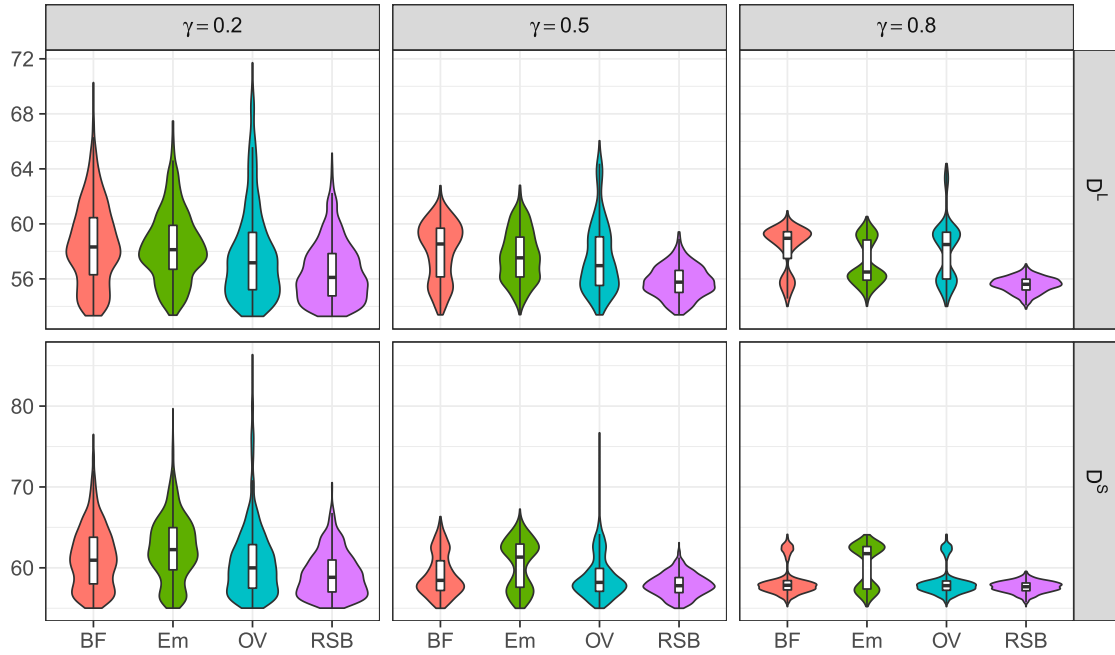 γ = 0.2 γ = 0.5 γ = 0.8
72
68
64
60
56
D^L
80
70
60
D^S
BF Em OV RSB BF Em OV RSB BF Em OV RSB